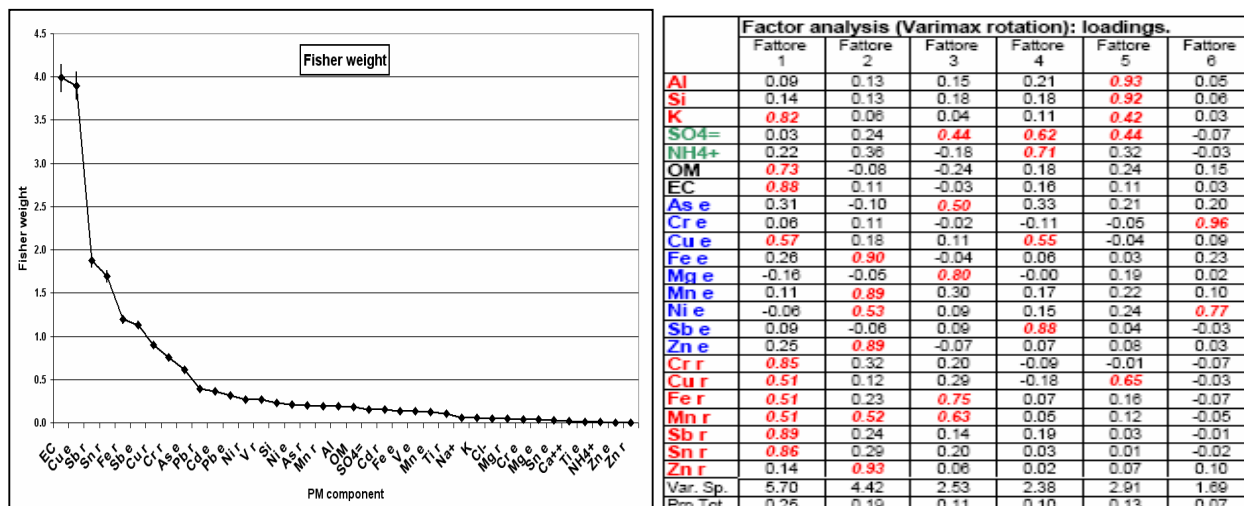 Fisher weight
4.5
4.0
3.5
3.0
2.5
2.0
1.5
1.0
0.5
0.0
Fisher weight
EC
Cu e
Sb r
Sn r
Fe r
Sb e
Cu r
Cr r
As e
Pb r
Cd e
Pb e
Ni r
V r
Si
Ni e
As r
Mn r
Al
OM
SO4=
Cd r
Fe e
V e
Mn e
Ti r
Na+
K
Cl-
Mg r
Cr e
Mg e
Sn e
Ca++
Ti e
NH4+
Zn e
Zn r
PM component
Factor analysis (Varimax rotation): loadings.
Fattore 1 Fattore 2 Fattore 3 Fattore 4 Fattore 5 Fattore 6
Al 0.09 0.13 0.15 0.21 0.93 0.05
Si 0.14 0.13 0.18 0.18 0.92 0.06
K 0.82 0.06 0.04 0.11 0.42 0.03
SO4= 0.03 0.24 0.44 0.62 0.44 -0.07
NH4+ 0.22 0.36 -0.18 0.71 0.32 -0.03
OM 0.73 -0.08 -0.24 0.18 0.24 0.15
EC 0.88 0.11 -0.03 0.16 0.11 0.03
As e 0.31 -0.10 0.50 0.33 0.21 0.20
Cr e 0.06 0.11 -0.02 -0.11 -0.05 0.96
Cu e 0.57 0.18 0.11 0.55 -0.04 0.09
Fe e 0.26 0.90 -0.04 0.06 0.03 0.23
Mg e -0.16 -0.05 0.80 -0.00 0.19 0.02
Mn e 0.11 0.89 0.30 0.17 0.22 0.10
Ni e -0.06 0.53 0.09 0.15 0.24 0.77
Sb e 0.09 -0.06 0.09 0.88 0.04 -0.03
Zn e 0.25 0.89 -0.07 0.07 0.08 0.03
Cr r 0.85 0.32 0.20 -0.09 -0.01 -0.07
Cu r 0.51 0.12 0.29 -0.18 0.65 -0.03
Fe r 0.51 0.23 0.75 0.07 0.16 -0.07
Mn r 0.51 0.52 0.63 0.05 0.12 -0.05
Sb r 0.89 0.24 0.14 0.19 0.03 -0.01
Sn r 0.86 0.29 0.20 0.03 0.01 -0.02
Zn r 0.14 0.93 0.06 0.02 0.07 0.10
Var. Sp. 5.70 4.42 2.53 2.38 2.91 1.69
Prp.Tot 0.25 0.19 0.11 0.10 0.13 0.07